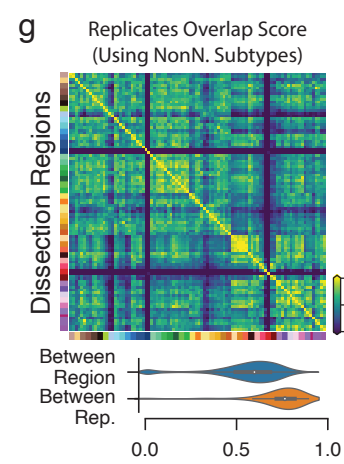 g
Replicates Overlap Score
(Using NonN. Subtypes)
Dissection Regions
Between
Region
Between
Rep.
0.0 0.5 1.0